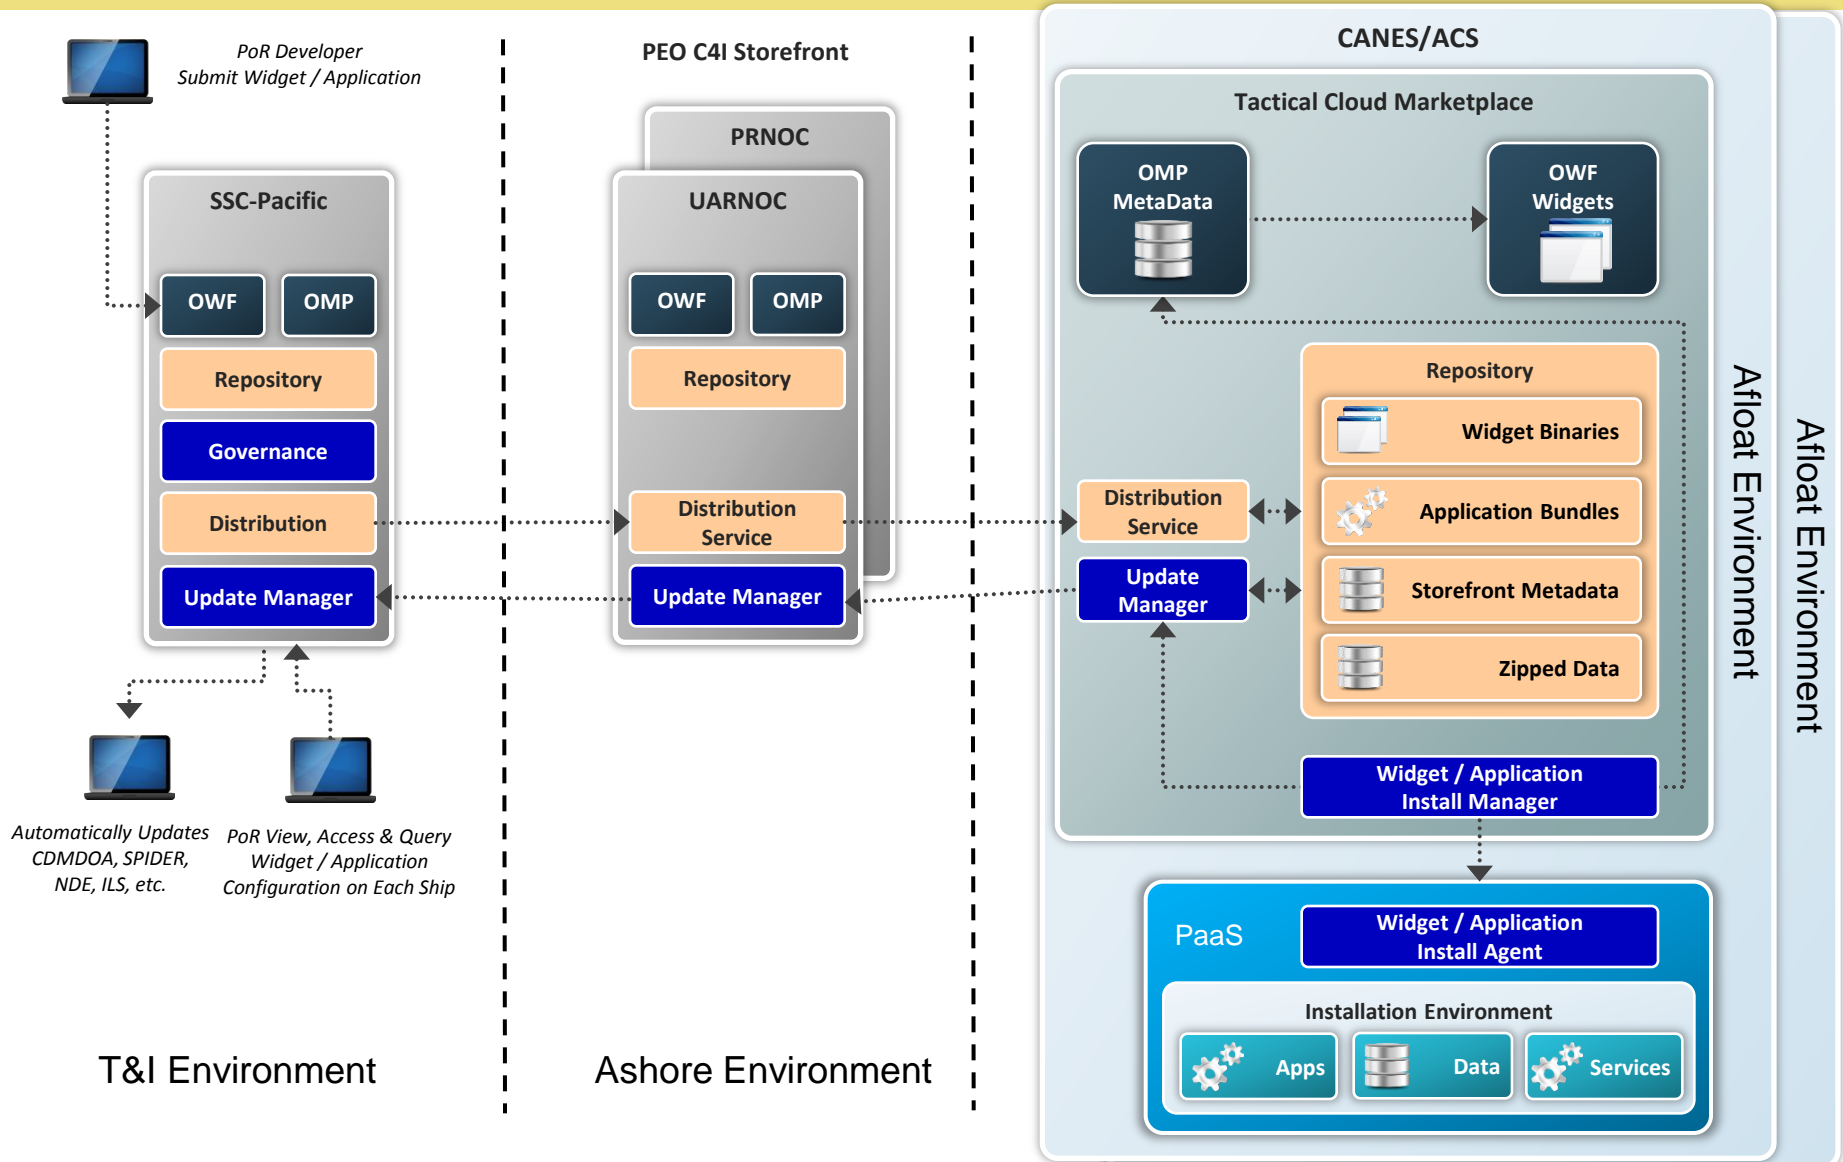 PoR Developer
Submit Widget / Application
SSC-Pacific
OWF
OMP
Repository
Governance
Distribution
Update Manager
Automatically Updates
CDMDOA, SPIDER,
NDE, ILS, etc.
PoR View, Access & Query
Widget / Application
Configuration on Each Ship
T&I Environment
PEO C4I Storefront
PRNOC
UARNOC
OWF
OMP
Repository
Distribution
Service
Update Manager
Ashore Environment
CANES/ACS
Tactical Cloud Marketplace
OMP
MetaData
OWF
Widgets
Repository
Widget Binaries
Application Bundles
Storefront Metadata
Zipped Data
Distribution
Service
Update
Manager
Widget / Application
Install Manager
PaaS
Widget / Application
Install Agent
Installation Environment
Apps
Data
Services
Afloat Environment
Afloat Environment